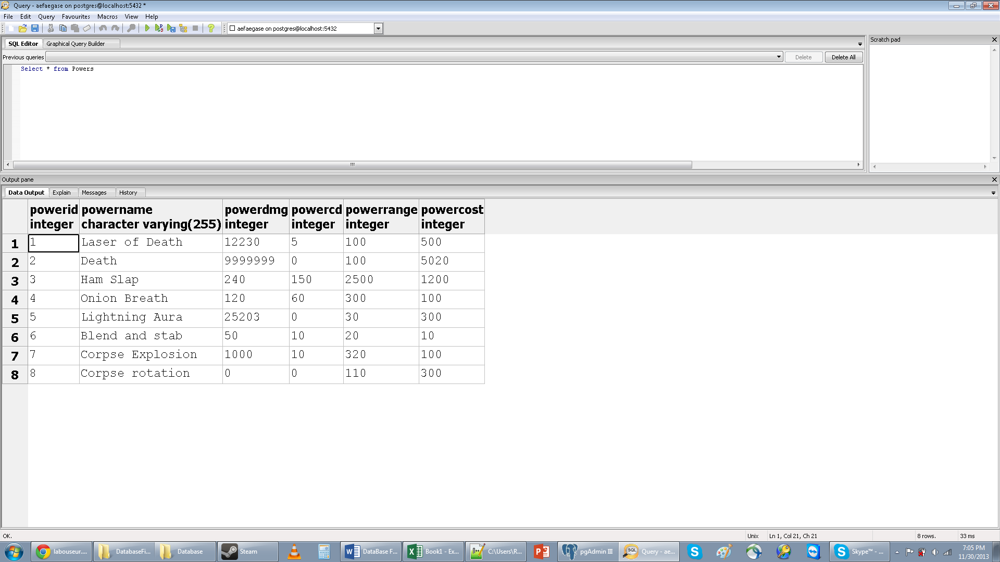 Query - aefaegase on postgres@localhost:5432 *
File Edit Query Favourites Macros View Help
aefaegase on postgres@localhost:5432
SQL Editor Graphical Query Builder
Scratch pad
Previous queries Delete Delete All
Select * from Powers
Output pane
Data Output Explain Messages History
powerid powername powerdmg powercd powerrange powercost
integer character varying(255) integer integer integer integer
1 1 Laser of Death 12230 5 100 500
2 2 Death 9999999 0 100 5020
3 3 Ham Slap 240 150 2500 1200
4 4 Onion Breath 120 60 300 100
5 5 Lightning Aura 25203 0 30 300
6 6 Blend and stab 50 10 20 10
7 7 Corpse Explosion 1000 10 320 100
8 8 Corpse rotation 0 0 110 300
OK. Unix Ln 1, Col 21, Ch 21 8 rows. 33 ms
labouseur.... DatabaseFi... Database Steam DataBase F... Book1 - Ex... C:\Users\R... pgAdmin III Query - ae... Skype™ - ... 7:05 PM
11/30/2013